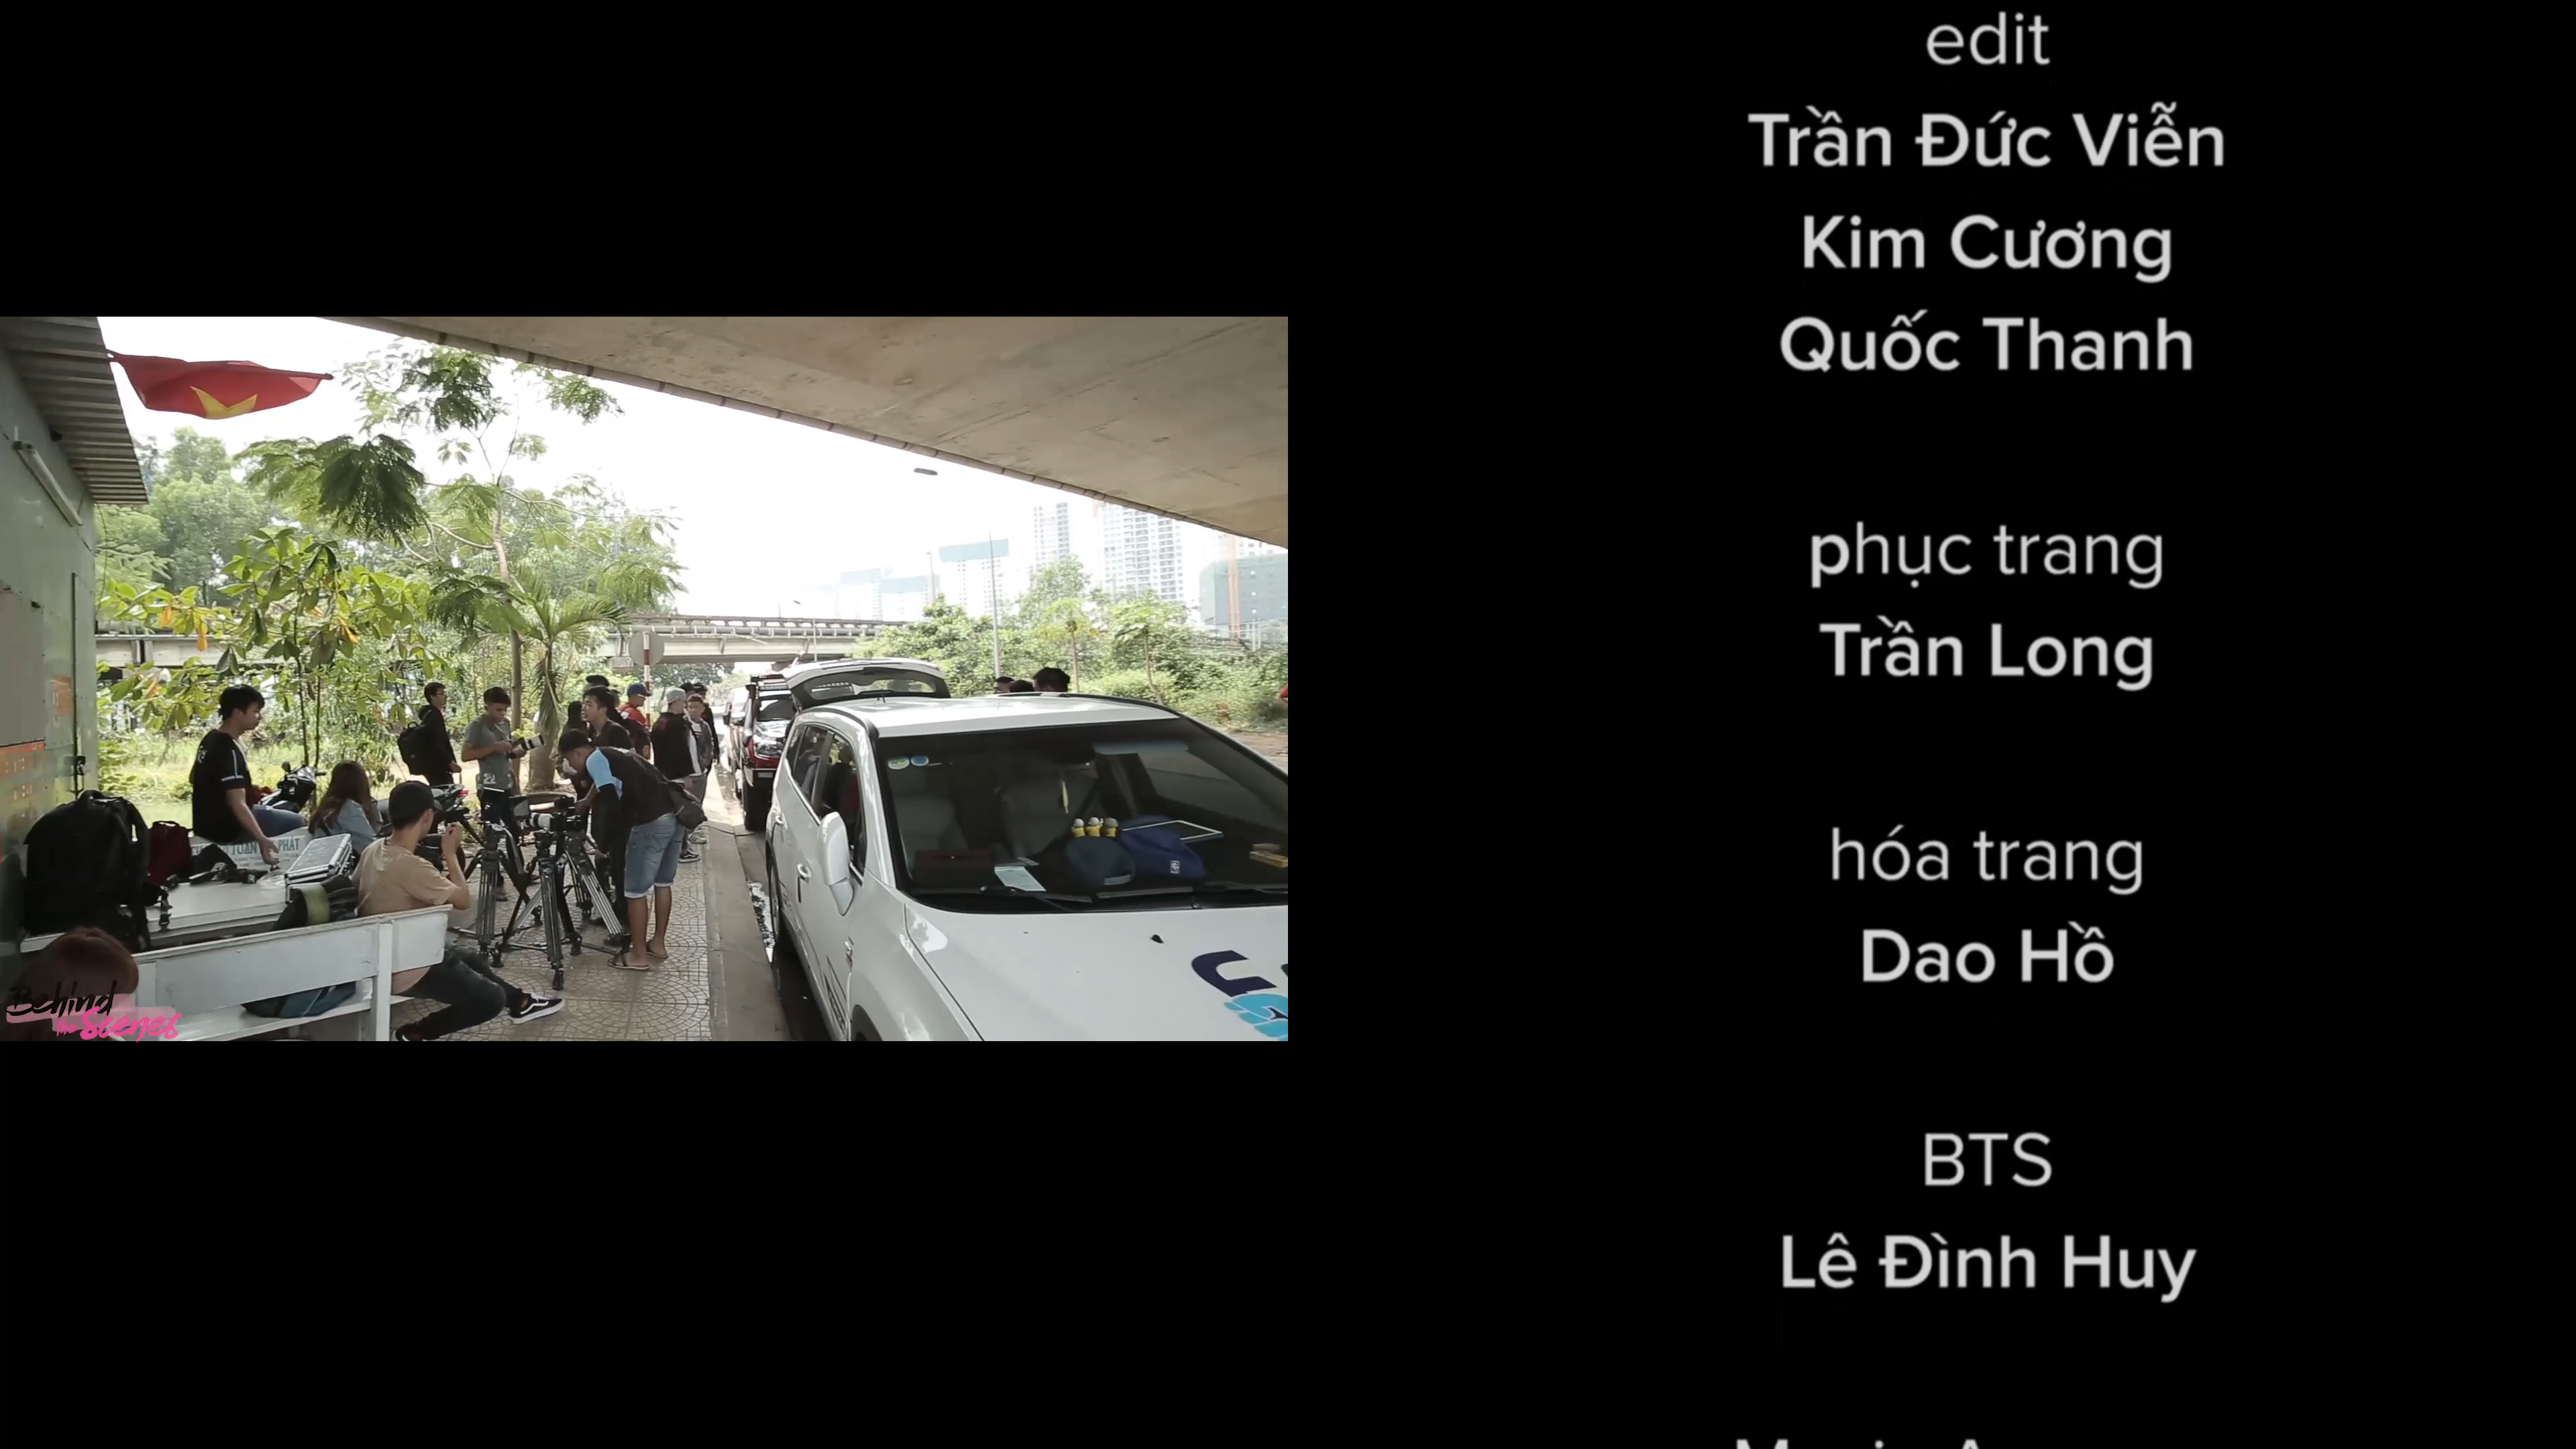 edit
Trần Đức Viễn
Kim Cương
Quốc Thanh
phục trang
Trần Long
hóa trang
Dao Hồ
BTS
Lê Đình Huy
Behind
the Scenes
PHÁT